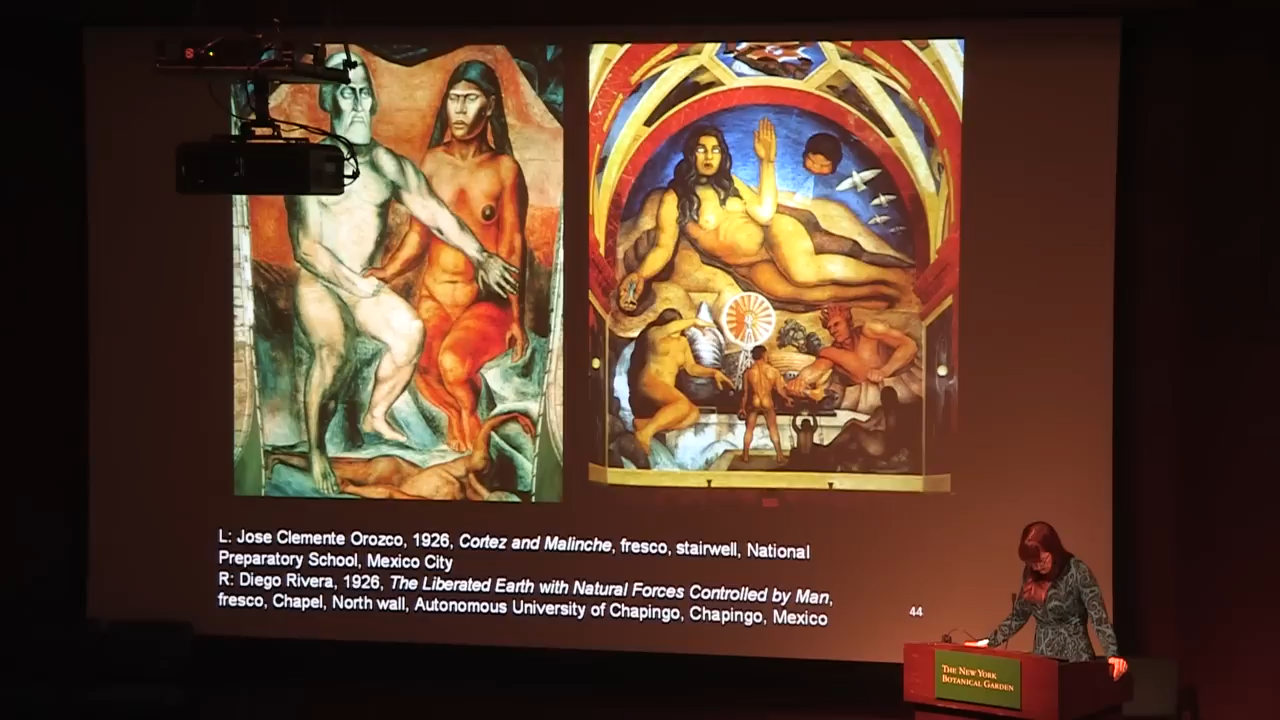 L: Jose Clemente Orozco, 1926, Cortez and Malinche, fresco, stairwell, National
Preparatory School, Mexico City
R: Diego Rivera, 1926, The Liberated Earth with Natural Forces Controlled by Man,
fresco, Chapel, North wall, Autonomous University of Chapingo, Chapingo, Mexico
44
THE NEW YORK
BOTANICAL GARDEN